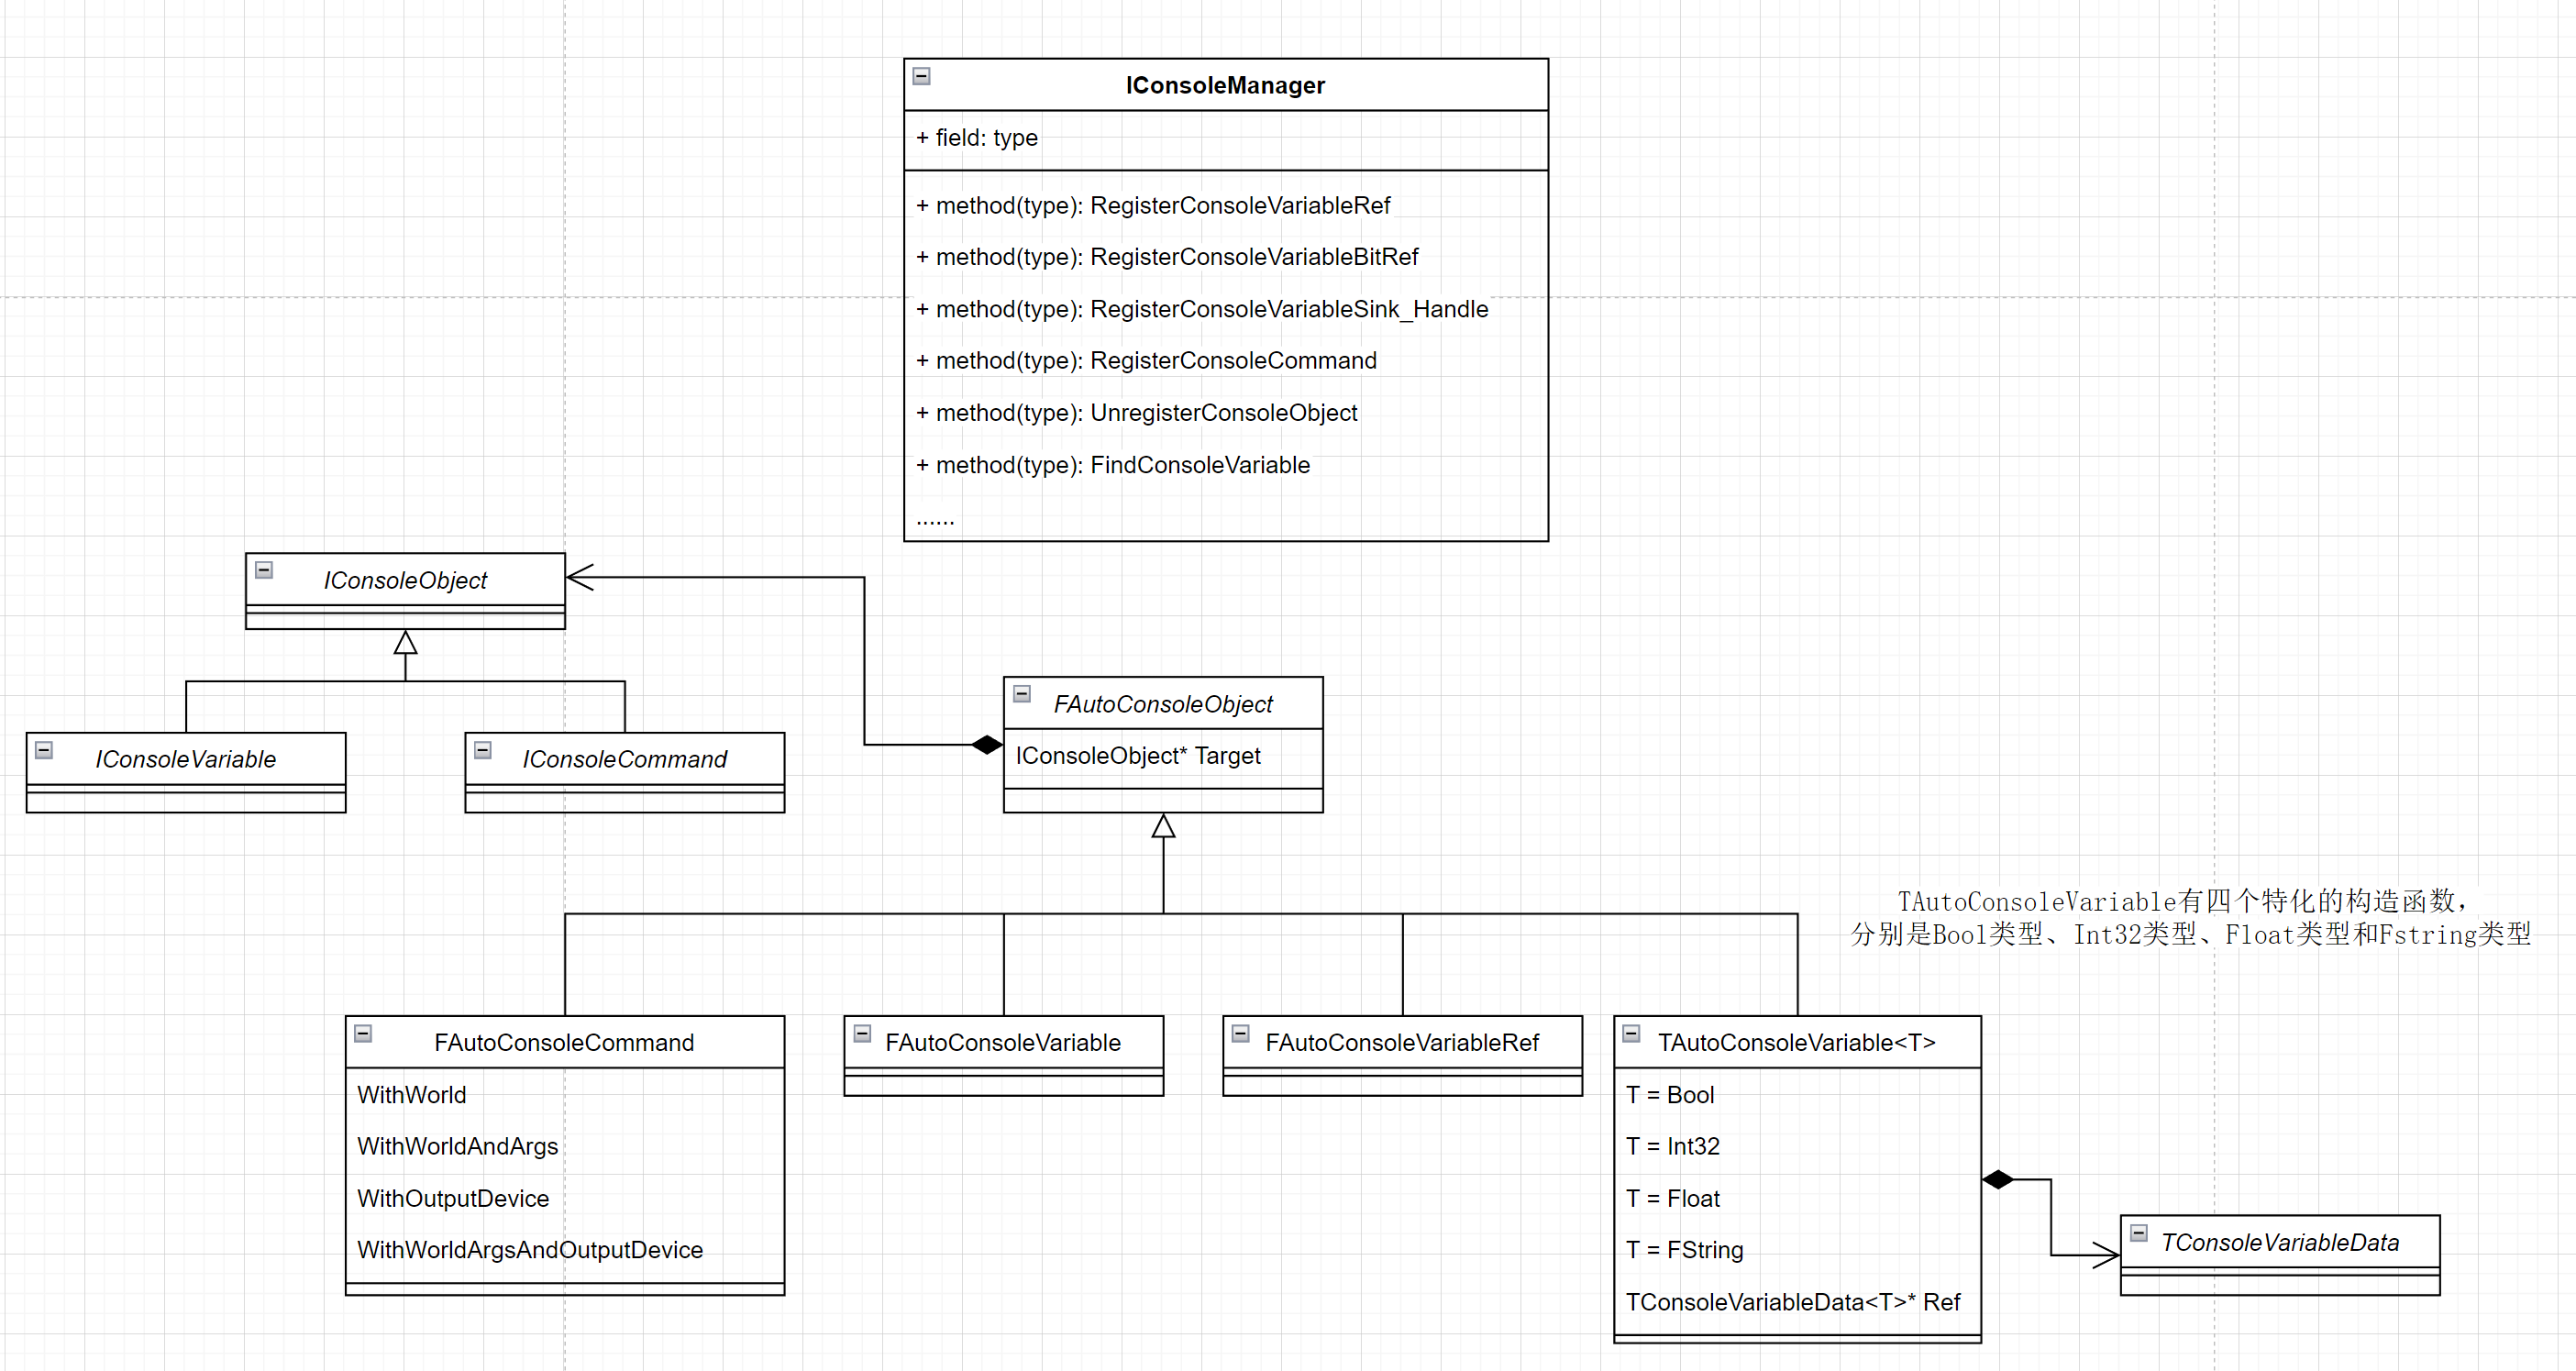 IConsoleManager
+ field: type
+ method(type): RegisterConsoleVariableRef
+ method(type): RegisterConsoleVariableBitRef
+ method(type): RegisterConsoleVariableSink_Handle
+ method(type): RegisterConsoleCommand
+ method(type): UnregisterConsoleObject
+ method(type): FindConsoleVariable
......
IConsoleObject
IConsoleVariable
IConsoleCommand
FAutoConsoleObject
IConsoleObject* Target
TAutoConsoleVariable有四个特化的构造函数，
分别是Bool类型、Int32类型、Float类型和Fstring类型
FAutoConsoleCommand
WithWorld
WithWorldAndArgs
WithOutputDevice
WithWorldArgsAndOutputDevice
FAutoConsoleVariable
FAutoConsoleVariableRef
TAutoConsoleVariable<T>
T = Bool
T = Int32
T = Float
T = FString
TConsoleVariableData<T>* Ref
TConsoleVariableData